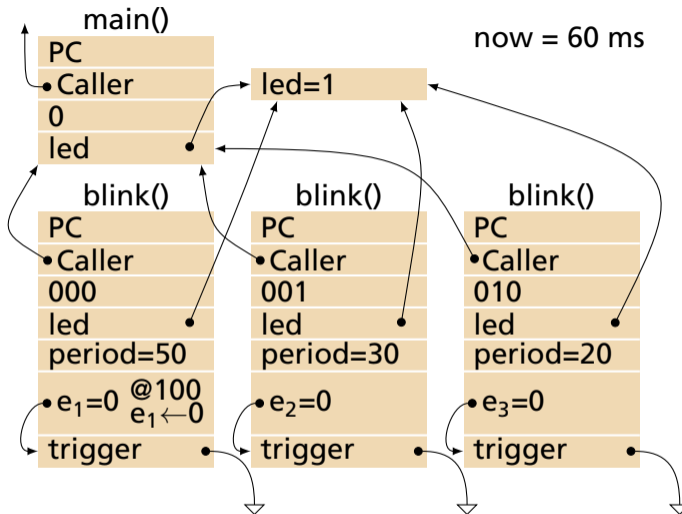 main()
PC
Caller
0
led
led=1
now = 60 ms
blink()
PC
Caller
000
led
period=50
e₁=0 @100
e₁←0
trigger
blink()
PC
Caller
001
led
period=30
e₂=0
trigger
blink()
PC
Caller
010
led
period=20
e₃=0
trigger